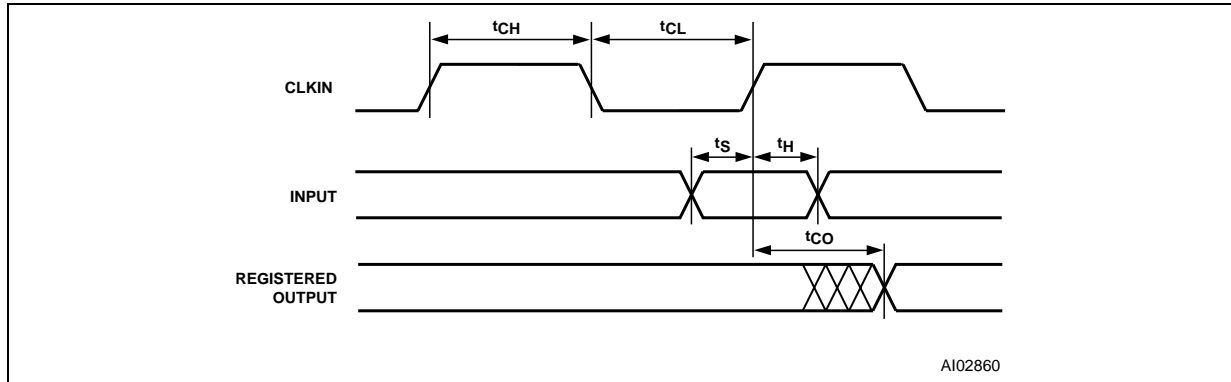 tCH
tCL
CLKIN
tS
tH
INPUT
tCO
REGISTERED
OUTPUT
AI02860